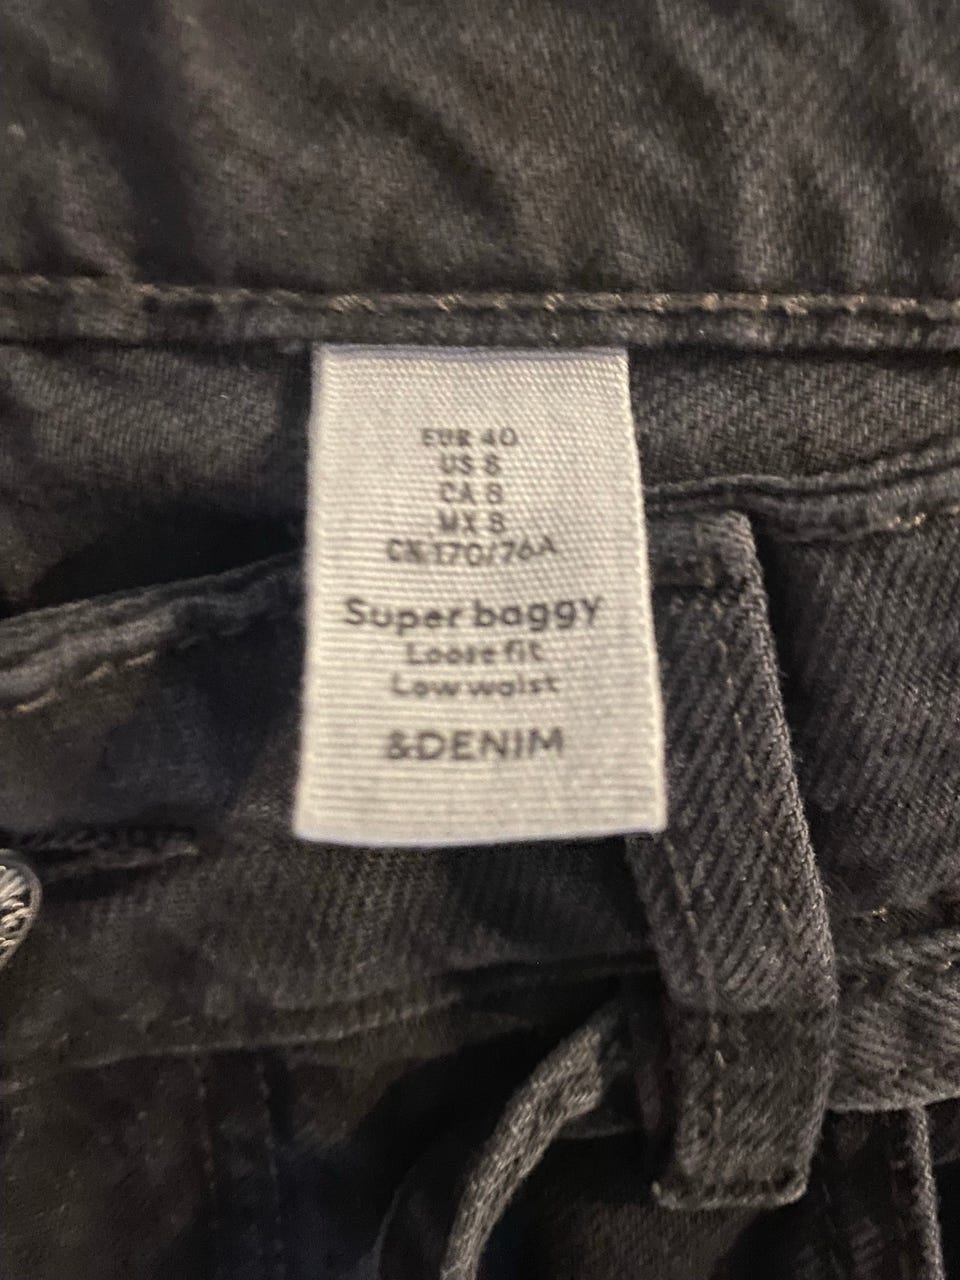 EUR 40
US 8
CA 8
MX 8
CN 170/76A
Super baggy
Loose fit
Low waist
&DENIM